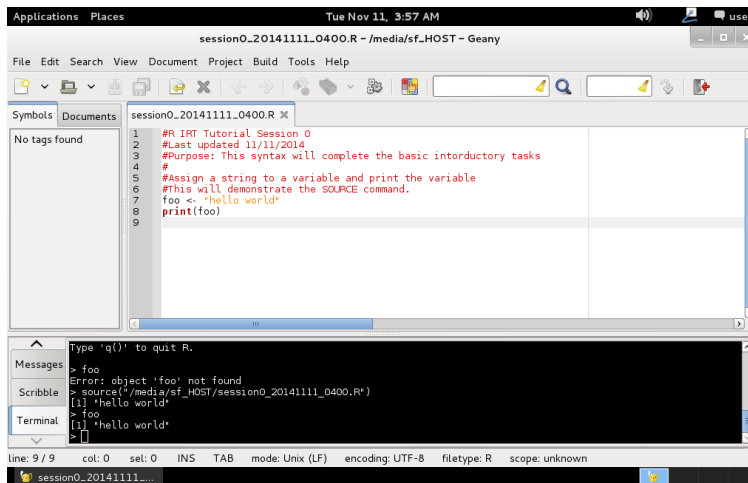 Applications Places Tue Nov 11, 3:57 AM use
session0_20141111_0400.R – /media/sf_HOST – Geany
File Edit Search View Document Project Build Tools Help
Symbols Documents session0_20141111_0400.R
No tags found
1 #R IRT Tutorial Session 0
2 #Last updated 11/11/2014
3 #Purpose: This syntax will complete the basic intorductory tasks
4 #
5 #Assign a string to a variable and print the variable
6 #This will demonstrate the SOURCE command.
7 foo <- "hello world"
8 print(foo)
9
Messages
Scribble
Terminal
Type 'q()' to quit R.
> foo
Error: object 'foo' not found
> source("/media/sf_HOST/session0_20141111_0400.R")
[1] "hello world"
> foo
[1] "hello world"
>
line: 9 / 9 col: 0 sel: 0 INS TAB mode: Unix (LF) encoding: UTF-8 filetype: R scope: unknown
session0_20141111_...